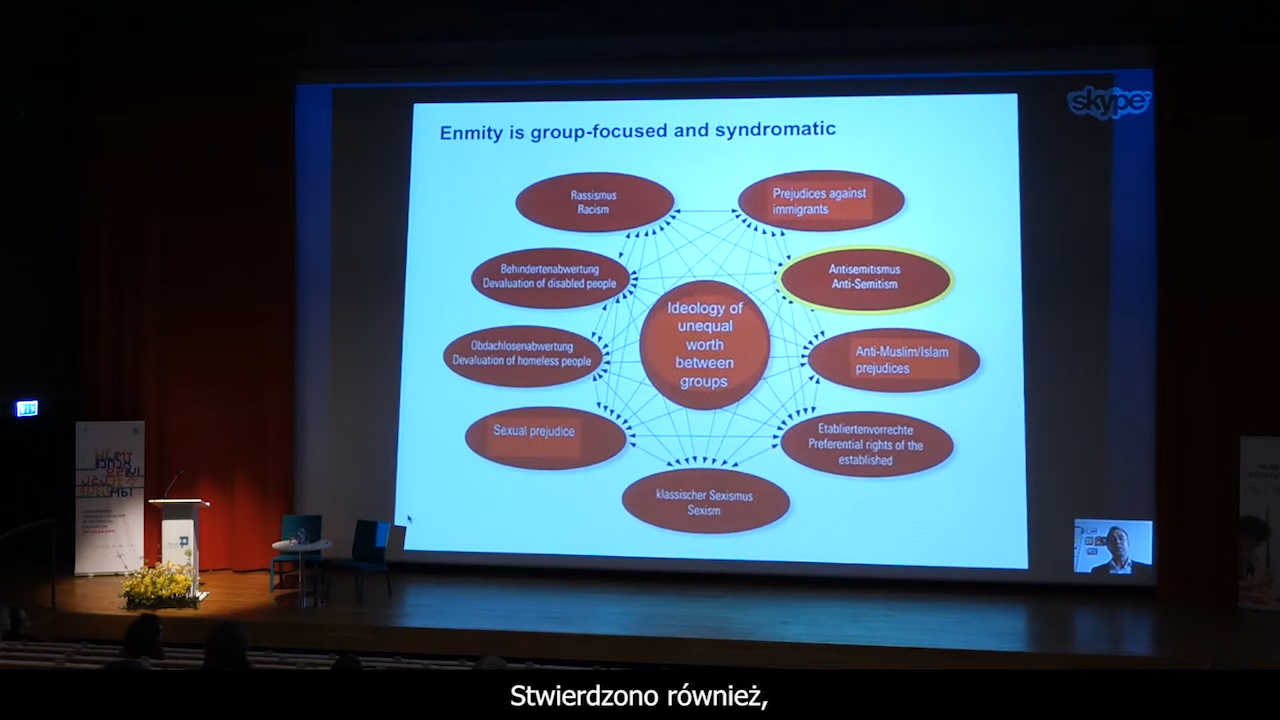 skype
Enmity is group-focused and syndromatic
Rassismus
Racism
Prejudices against
immigrants
Behindertenabwertung
Devaluation of disabled people
Antisemitismus
Anti-Semitism
Ideology of
unequal
worth
between
groups
Obdachlosenabwertung
Devaluation of homeless people
Anti-Muslim/Islam
prejudices
Sexual prejudice
Etabliertenvorrechte
Preferential rights of the
established
klassischer Sexismus
Sexism
Stwierdzono również,